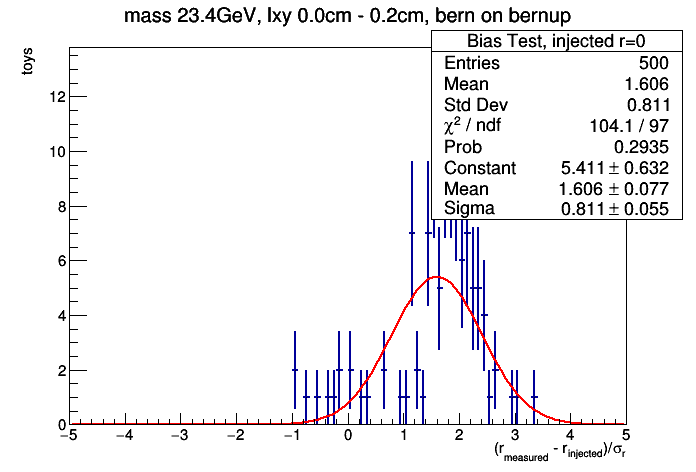 mass 23.4GeV, lxy 0.0cm - 0.2cm, bern on bernup
Bias Test, injected r=0
Entries 500
Mean 1.606
Std Dev 0.811
χ² / ndf 104.1 / 97
Prob 0.2935
Constant 5.411 ± 0.632
Mean 1.606 ± 0.077
Sigma 0.811 ± 0.055
toys
12
10
8
6
4
2
0
−5 −4 −3 −2 −1 0 1 2 3 4 5
(r_measured - r_injected)/σ_r